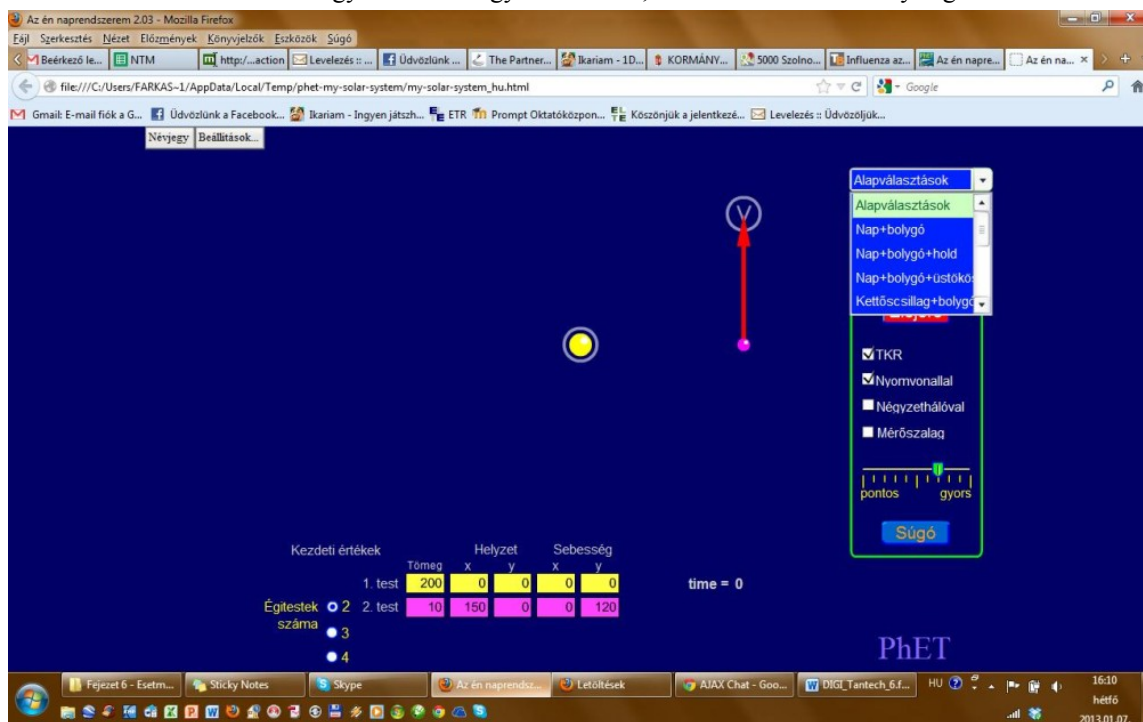 Az én naprendszerem 2.03 - Mozilla Firefox
Fájl Szerkesztés Nézet Előzmények Könyvjelzők Eszközök Súgó
Beérkező le... NTM http:/...action Levelezés :: ... Üdvözlünk ... The Partner... Ikariam - 1D... KORMÁNY... 5000 Szolno... Influenza az... Az én napre... Az én na... ×
file:///C:/Users/FARKAS~1/AppData/Local/Temp/phet-my-solar-system/my-solar-system_hu.html Google
Gmail: E-mail fiók a G... Üdvözlünk a Facebook... Ikariam - Ingyen játszh... ETR Prompt Oktatóközpon... Köszönjük a jelentkezé... Levelezés :: Üdvözöljük...
Névjegy Beállítások...
Alapválasztások
Alapválasztások
V
Nap+bolygó
Nap+bolygó+hold
Nap+bolygó+üstökös
Kettőscsillag+bolygó
TKR
Nyomvonallal
Négyzethálóval
Mérőszalag
pontos gyors
Súgó
Kezdeti értékek Helyzet Sebesség
Tömeg x y x y
1. test 200 0 0 0 0 time = 0
Égitestek száma 2 2. test 10 150 0 0 120
3
4
PhET
Fejezet 6 - Esetm... Sticky Notes Skype Az én naprendsz... Letöltések AJAX Chat - Goo... DIGI_Tantech_6.f... HU 16:10
hétfő
2013.01.07